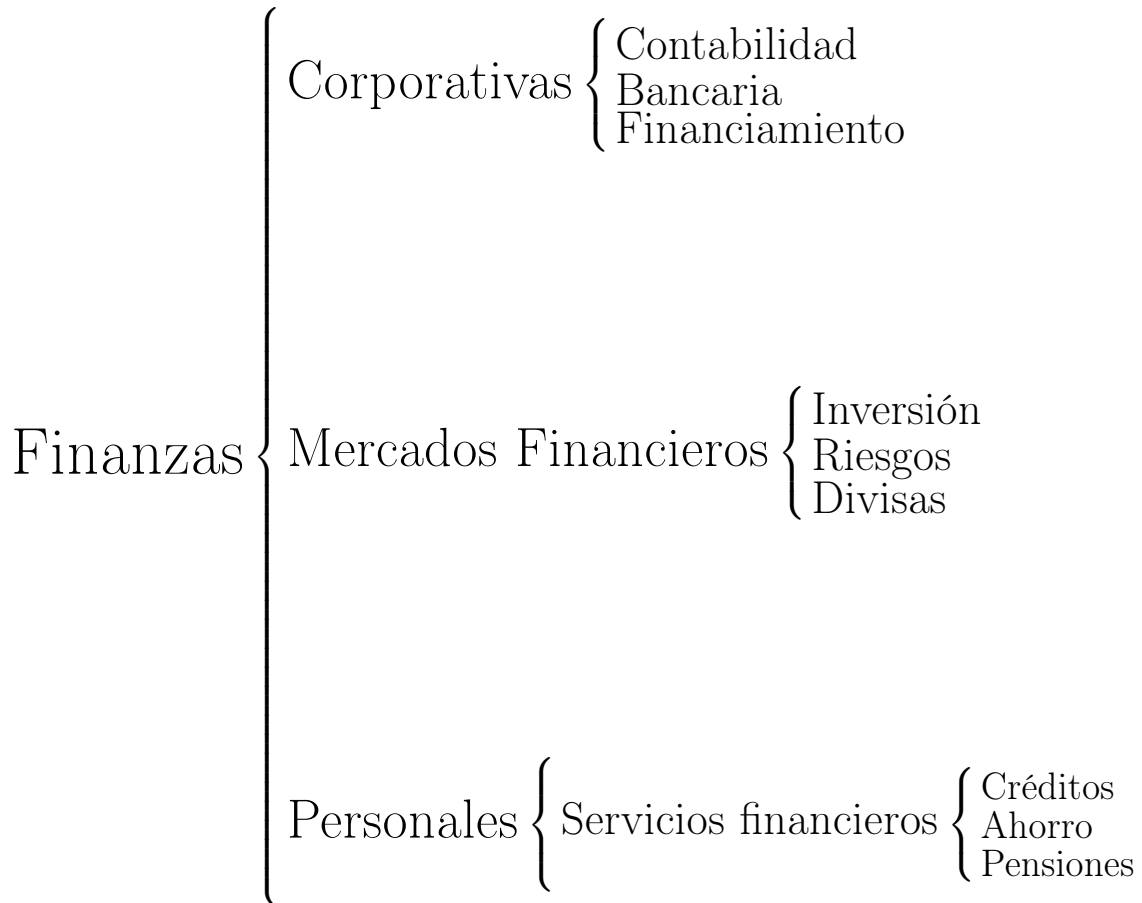 Finanzas
Corporativas
Contabilidad
Bancaria
Financiamiento
Mercados Financieros
Inversión
Riesgos
Divisas
Personales
Servicios financieros
Créditos
Ahorro
Pensiones